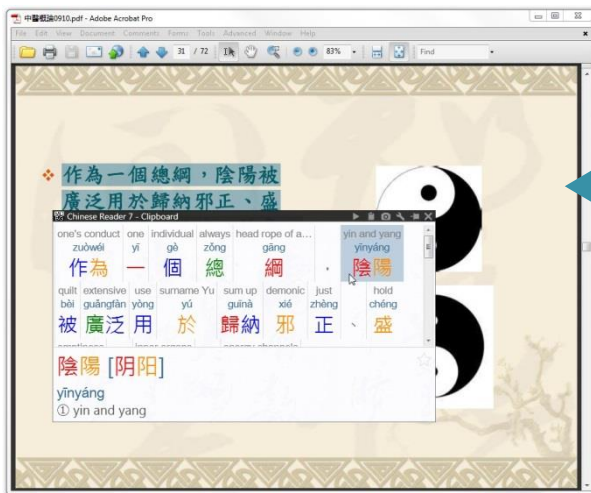 中醫概論0910.pdf - Adobe Acrobat Pro
File Edit View Document Comments Forms Tools Advanced Window Help
31 / 72 83% Find
作為一個總綱，陰陽被
廣泛用於歸納邪正、盛
Chinese Reader 7 - Clipboard
one's conduct one individual always head rope of a... yin and yang
zuòwéi yī gè zǒng gāng yīnyáng
作為 一 個 總 綱 ， 陰陽
quilt extensive use surname Yu sum up demonic just hold
bèi guǎngfàn yòng yú guīnà xié zhèng chéng
被 廣泛 用 於 歸納 邪 正 、 盛
陰陽 [阴阳]
yīnyáng
① yin and yang